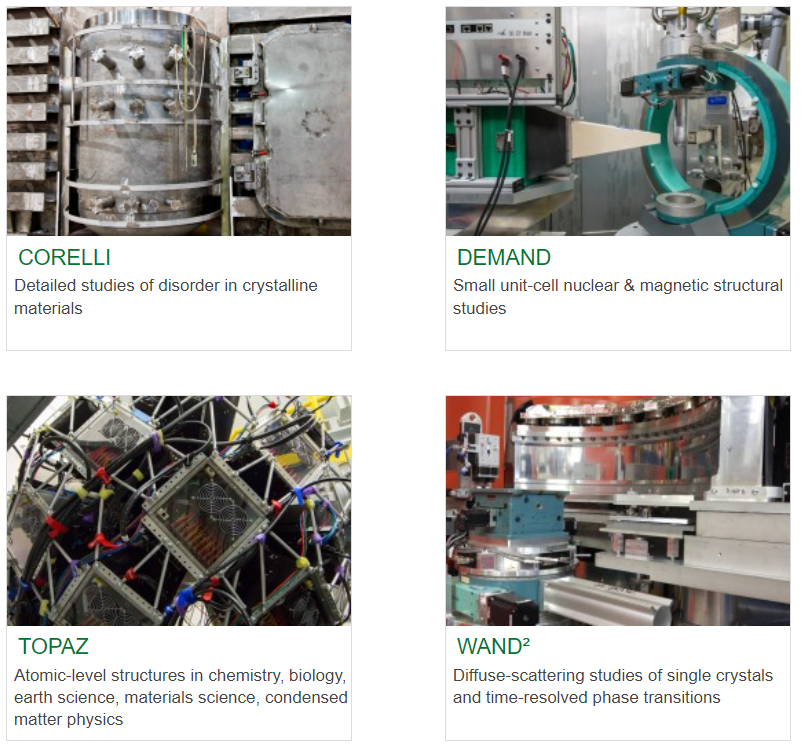 CORELLI
Detailed studies of disorder in crystalline
materials
DEMAND
Small unit-cell nuclear & magnetic structural
studies
TOPAZ
Atomic-level structures in chemistry, biology,
earth science, materials science, condensed
matter physics
WAND²
Diffuse-scattering studies of single crystals
and time-resolved phase transitions